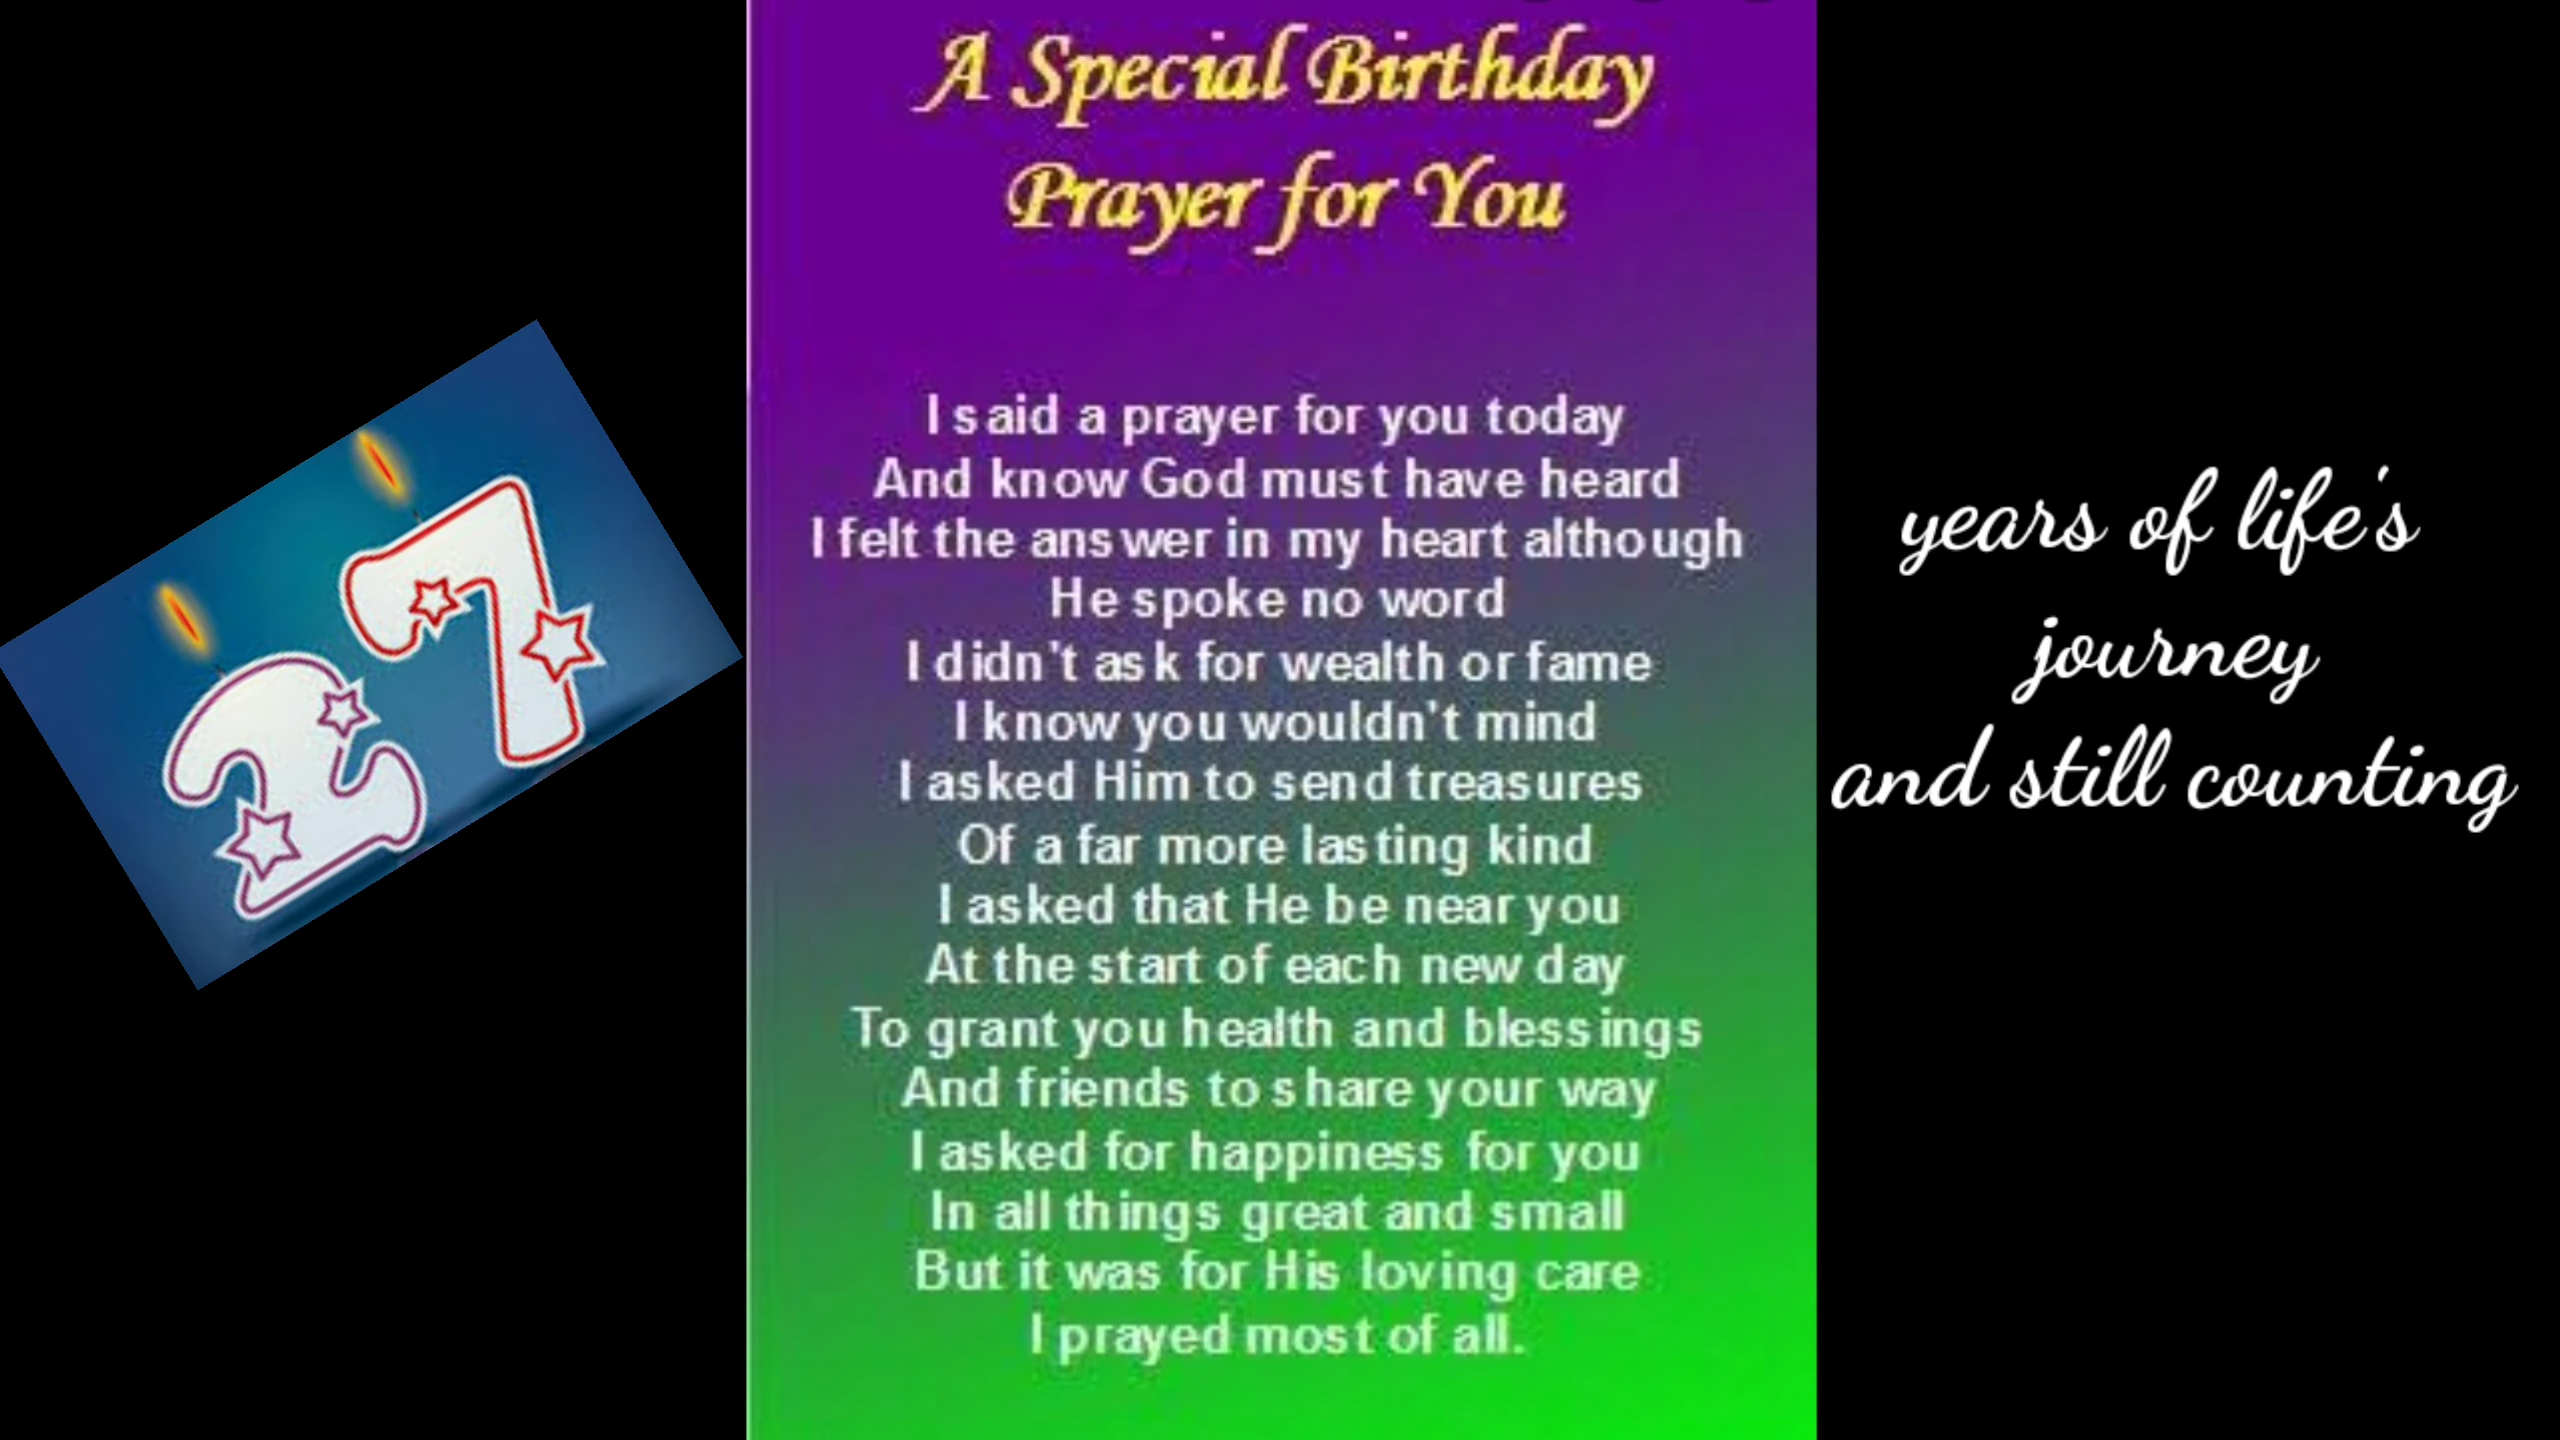 27
A Special Birthday
Prayer for You
I said a prayer for you today
And know God must have heard
I felt the answer in my heart although
He spoke no word
I didn't ask for wealth or fame
I know you wouldn't mind
I asked Him to send treasures
Of a far more lasting kind
I asked that He be near you
At the start of each new day
To grant you health and blessings
And friends to share your way
I asked for happiness for you
In all things great and small
But it was for His loving care
I prayed most of all.
years of life's
journey
and still counting